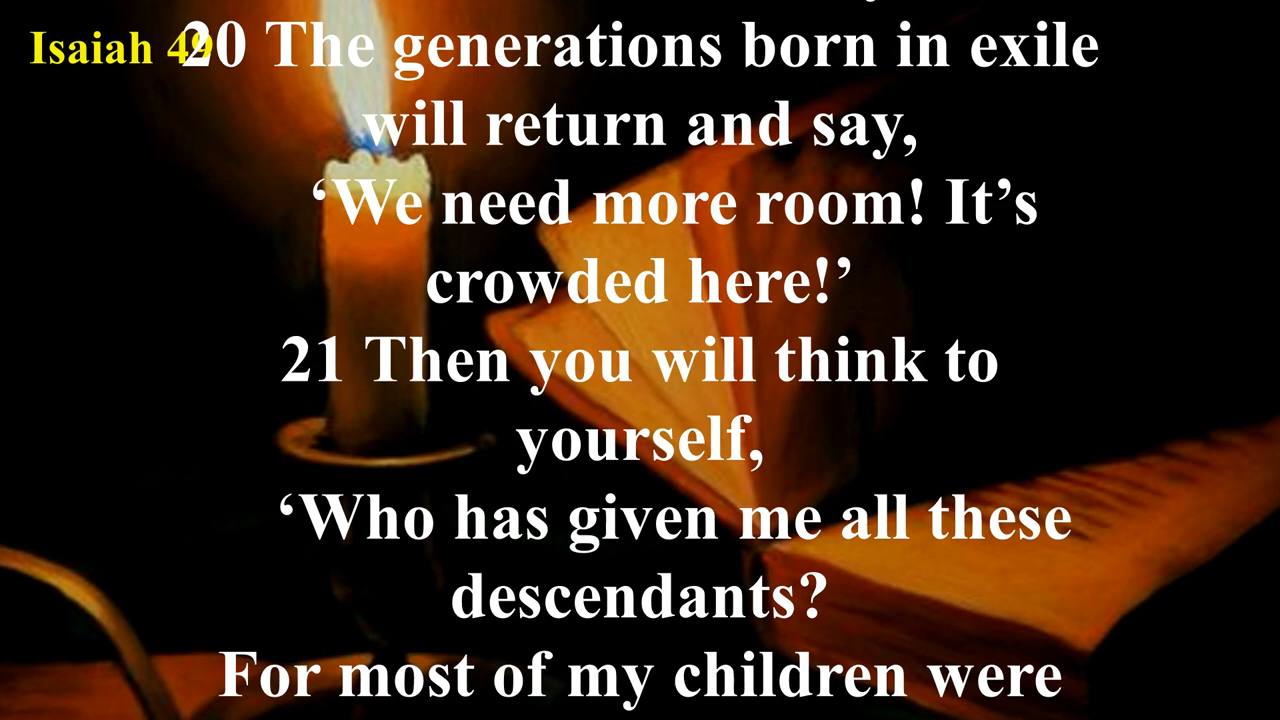 Isaiah 49
20 The generations born in exile
will return and say,
‘We need more room! It’s
crowded here!’
21 Then you will think to
yourself,
‘Who has given me all these
descendants?
For most of my children were